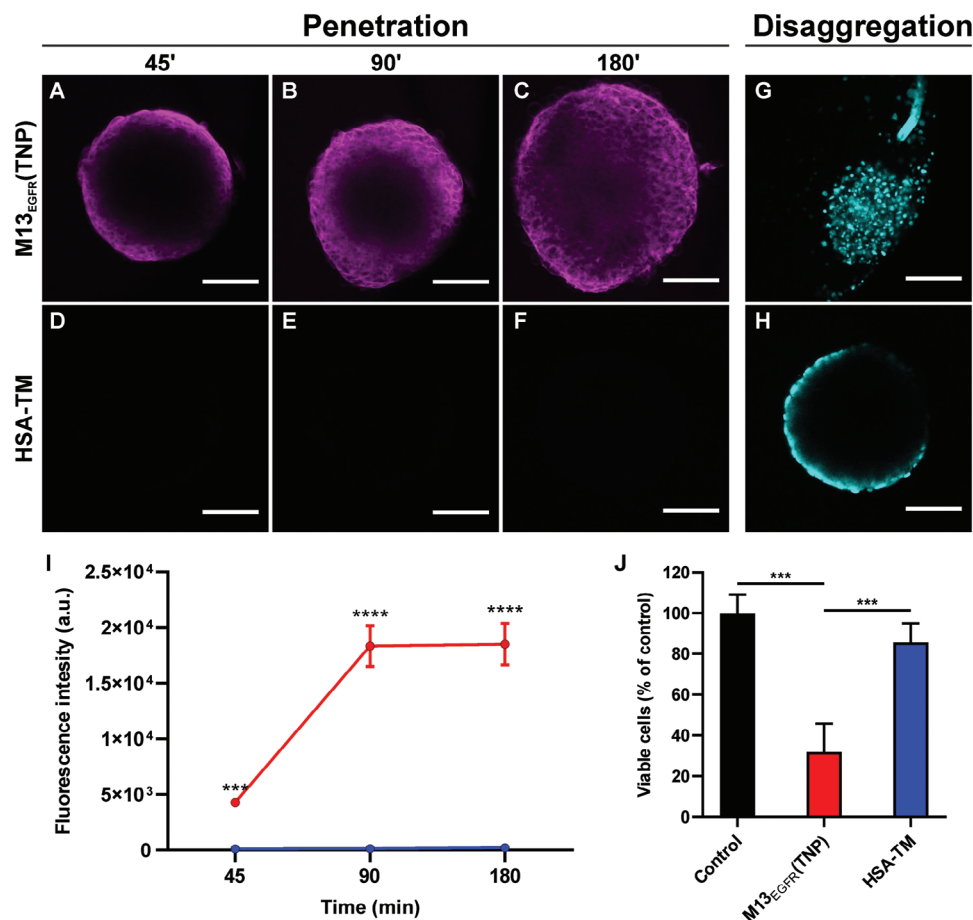 Penetration
Disaggregation
45'
90'
180'
M13EGFR(TNP)
A
B
C
G
HSA-TM
D
E
F
H
I
Fluorescence intesity (a.u.)
2.5×10⁴
2×10⁴
1.5×10⁴
1×10⁴
5×10³
0
***
****
****
45
90
180
Time (min)
J
Viable cells (% of control)
120
100
80
60
40
20
0
***
***
Control
M13EGFR(TNP)
HSA-TM